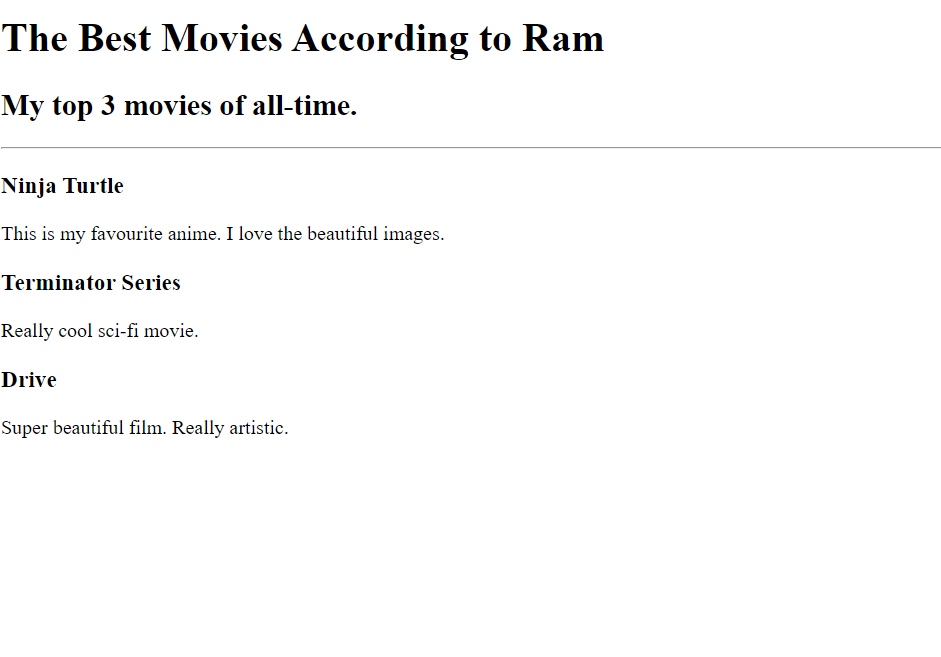 The Best Movies According to Ram
My top 3 movies of all-time.
Ninja Turtle
This is my favourite anime. I love the beautiful images.
Terminator Series
Really cool sci-fi movie.
Drive
Super beautiful film. Really artistic.